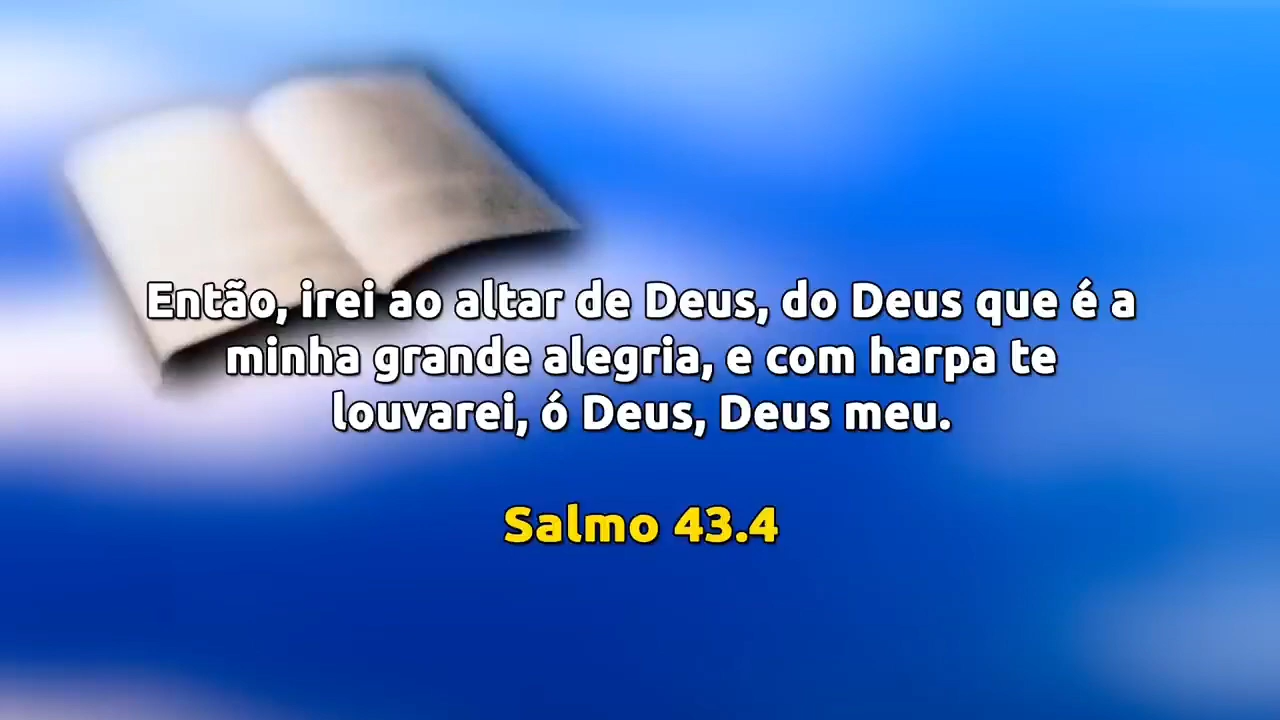 Então, irei ao altar de Deus, do Deus que é a
minha grande alegria, e com harpa te
louvarei, ó Deus, Deus meu.
Salmo 43.4